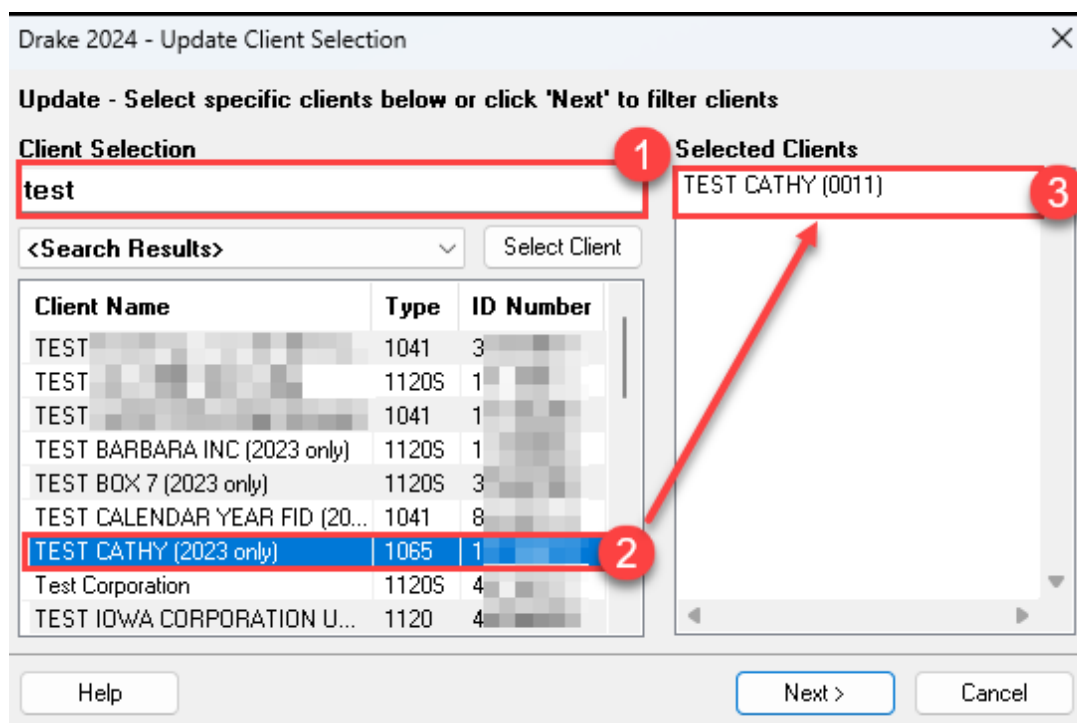 Drake 2024 - Update Client Selection
Update - Select specific clients below or click 'Next' to filter clients
Client Selection
1
test
<Search Results>
Select Client
Client Name Type ID Number
TEST 1041 3
TEST 1120S 1
TEST 1041 1
TEST BARBARA INC (2023 only) 1120S 1
TEST BOX 7 (2023 only) 1120S 3
TEST CALENDAR YEAR FID (20... 1041 8
TEST CATHY (2023 only) 1065 1
2
Test Corporation 1120S 4
TEST IOWA CORPORATION U... 1120 4
Selected Clients
TEST CATHY (0011)
3
Help
Next >
Cancel